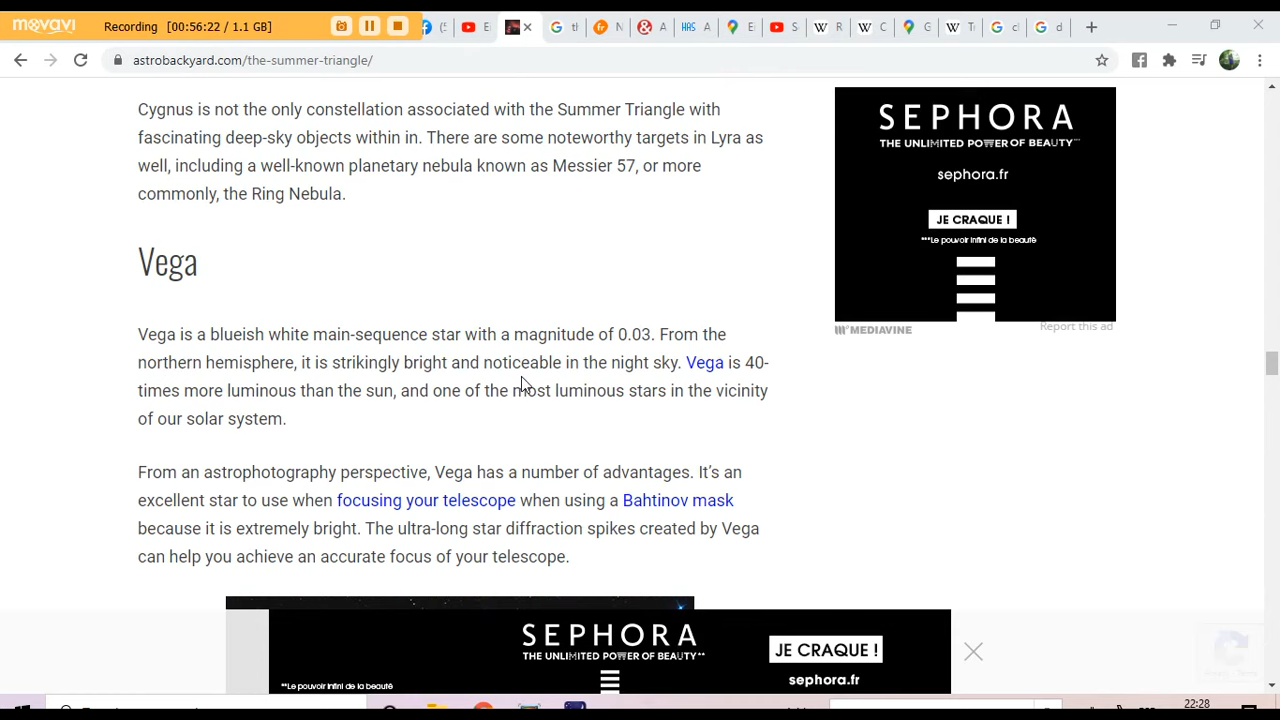 movavi Recording [00:56:22 / 1.1 GB]
astrobackyard.com/the-summer-triangle/
Cygnus is not the only constellation associated with the Summer Triangle with
fascinating deep-sky objects within in. There are some noteworthy targets in Lyra as
well, including a well-known planetary nebula known as Messier 57, or more
commonly, the Ring Nebula.
Vega
Vega is a blueish white main-sequence star with a magnitude of 0.03. From the
northern hemisphere, it is strikingly bright and noticeable in the night sky. Vega is 40-
times more luminous than the sun, and one of the most luminous stars in the vicinity
of our solar system.
From an astrophotography perspective, Vega has a number of advantages. It's an
excellent star to use when focusing your telescope when using a Bahtinov mask
because it is extremely bright. The ultra-long star diffraction spikes created by Vega
can help you achieve an accurate focus of your telescope.
SEPHORA
THE UNLIMITED POWER OF BEAUTY**
sephora.fr
JE CRAQUE !
**Le pouvoir infini de la beauté
MEDIAVINE
Report this ad
SEPHORA
THE UNLIMITED POWER OF BEAUTY**
**Le pouvoir infini de la beauté
JE CRAQUE !
sephora.fr
22:28